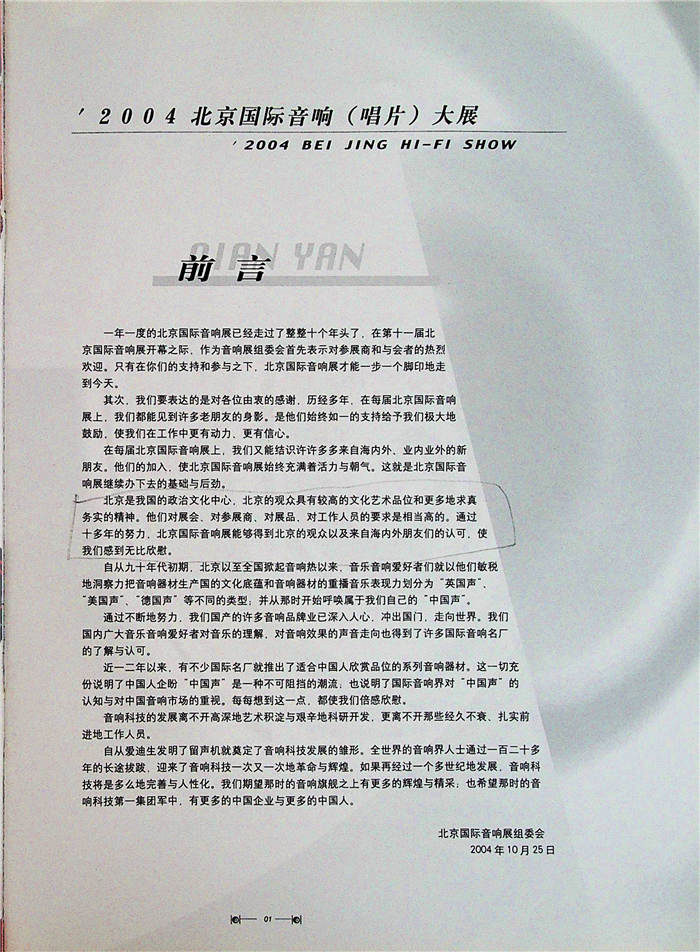 ’2004 北京国际音响（唱片）大展
’2004 BEI JING HI-FI SHOW
QIAN YAN
前言
一年一度的北京国际音响展已经走过了整整十个年头了，在第十一届北
京国际音响展开幕之际，作为音响展组委会首先表示对参展商和与会者的热烈
欢迎。只有在你们的支持和参与之下，北京国际音响展才能一步一个脚印地走
到今天。
其次，我们要表达的是对各位由衷的感谢，历经多年，在每届北京国际音响
展上，我们都能见到许多老朋友的身影。是他们始终如一的支持给予我们极大地
鼓励，使我们在工作中更有动力、更有信心。
在每届北京国际音响展上，我们又能结识许许多多来自海内外、业内业外的新
朋友。他们的加入，使北京国际音响展始终充满着活力与朝气。这就是北京国际音
响展继续办下去的基础与后劲。
北京是我国的政治文化中心，北京的观众具有较高的文化艺术品位和更多地求真
务实的精神。他们对展会、对参展商、对展品、对工作人员的要求是相当高的。通过
十多年的努力，北京国际音响展能够得到北京的观众以及来自海内外朋友们的认可，使
我们感到无比欣慰。
自从九十年代初期，北京以至全国掀起音响热以来，音乐音响爱好者们就以他们敏税
地洞察力把音响器材生产国的文化底蕴和音响器材的重播音乐表现力划分为“英国声”、
“美国声”、“德国声”等不同的类型；并从那时开始呼唤属于我们自己的“中国声”。
通过不断地努力，我们国产的许多音响品牌业已深入人心，冲出国门，走向世界。我们
国内广大音乐音响爱好者对音乐的理解，对音响效果的声音走向也得到了许多国际音响名厂
的了解与认可。
近一二年以来，有不少国际名厂就推出了适合中国人欣赏品位的系列音响器材。这一切充
份说明了中国人企盼“中国声”是一种不可阻挡的潮流；也说明了国际音响界对“中国声”的
认知与对中国音响市场的重视。每每想到这一点，都使我们倍感欣慰。
音响科技的发展离不开高深地艺术积淀与艰辛地科研开发，更离不开那些经久不衰、扎实前
进地工作人员。
自从爱迪生发明了留声机就奠定了音响科技发展的雏形。全世界的音响界人士通过一百二十多
年的长途拔跋，迎来了音响科技一次又一次地革命与辉煌。如果再经过一个多世纪地发展，音响科
技将是多么地完善与人性化。我们期望那时的音响旗舰之上有更多的辉煌与精采；也希望那时的音
响科技第一集团军中，有更多的中国企业与更多的中国人。
北京国际音响展组委会
2004年10月25日
01